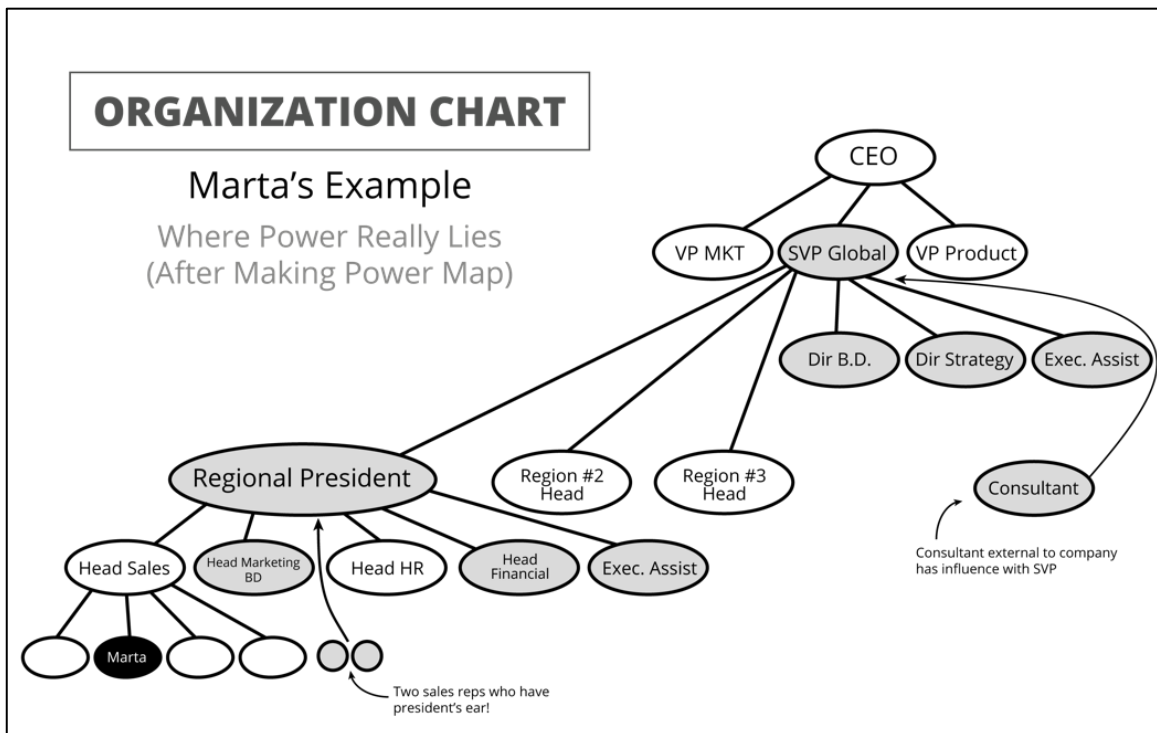 ORGANIZATION CHART
Marta's Example
Where Power Really Lies
(After Making Power Map)
CEO
VP MKT
SVP Global
VP Product
Dir B.D.
Dir Strategy
Exec. Assist
Regional President
Region #2
Head
Region #3
Head
Consultant
Consultant external to company
has influence with SVP
Head Sales
Head Marketing
BD
Head HR
Head
Financial
Exec. Assist
Marta
Two sales reps who have
president's ear!